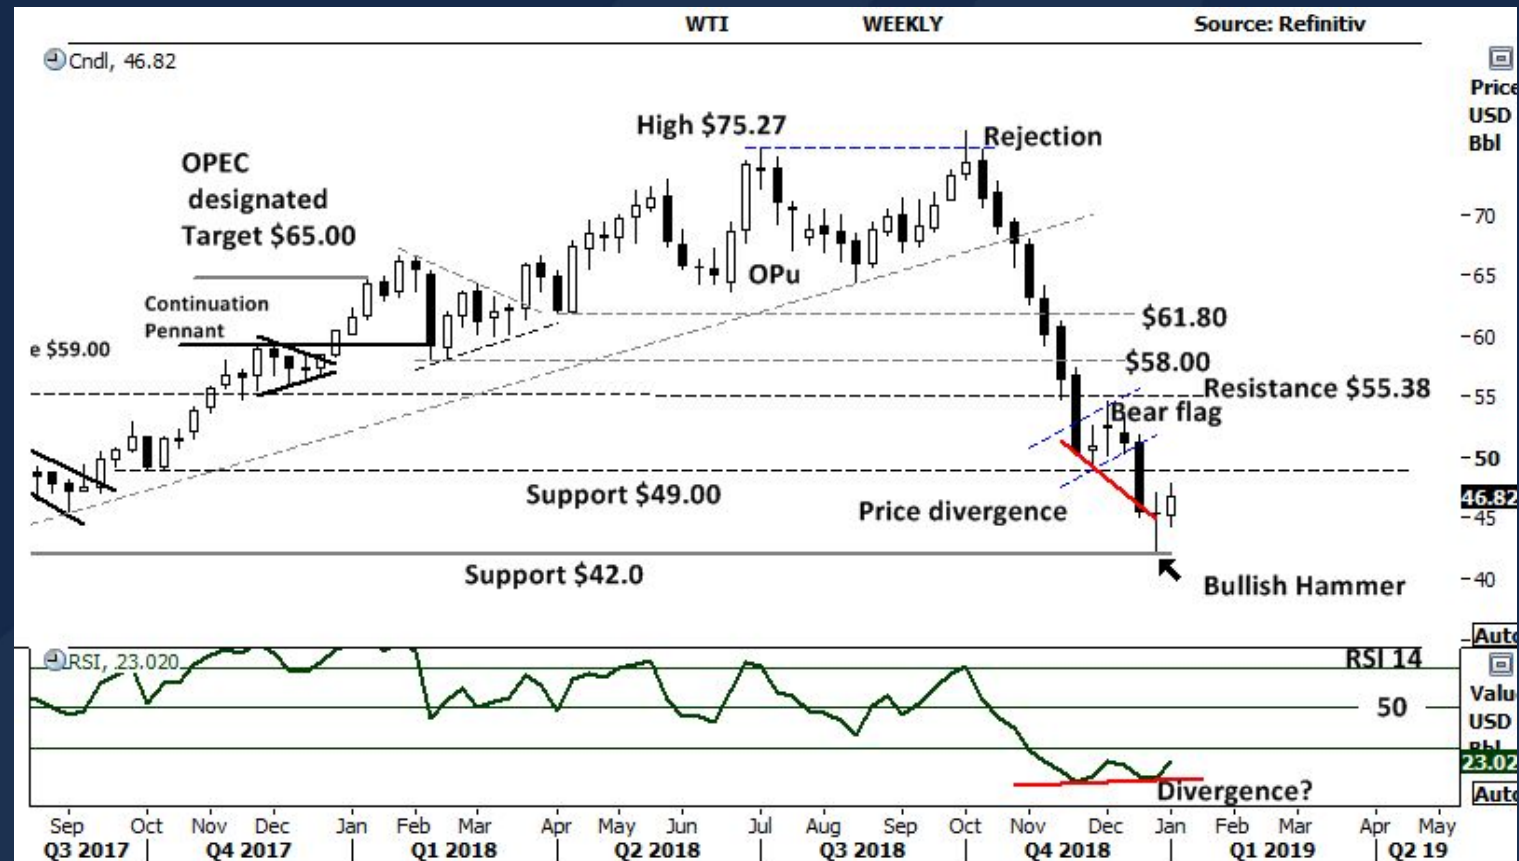 WTI WEEKLY Source: Refinitiv
Cndl, 46.82
Price
USD
Bbl
High $75.27
Rejection
OPEC
designated
Target $65.00
70
OPu
65
Continuation
Pennant
$61.80
60
e $59.00
$58.00
Resistance $55.38
55
Bear flag
50
Support $49.00
46.82
Price divergence
45
Support $42.0
40
Bullish Hammer
Auto
RSI, 23.020
RSI 14
Valu
50
USD
Bbl
23.02
Divergence?
Auto
Sep Oct Nov Dec Jan Feb Mar Apr May Jun Jul Aug Sep Oct Nov Dec Jan Feb Mar Apr May
Q3 2017 Q4 2017 Q1 2018 Q2 2018 Q3 2018 Q4 2018 Q1 2019 Q2 19